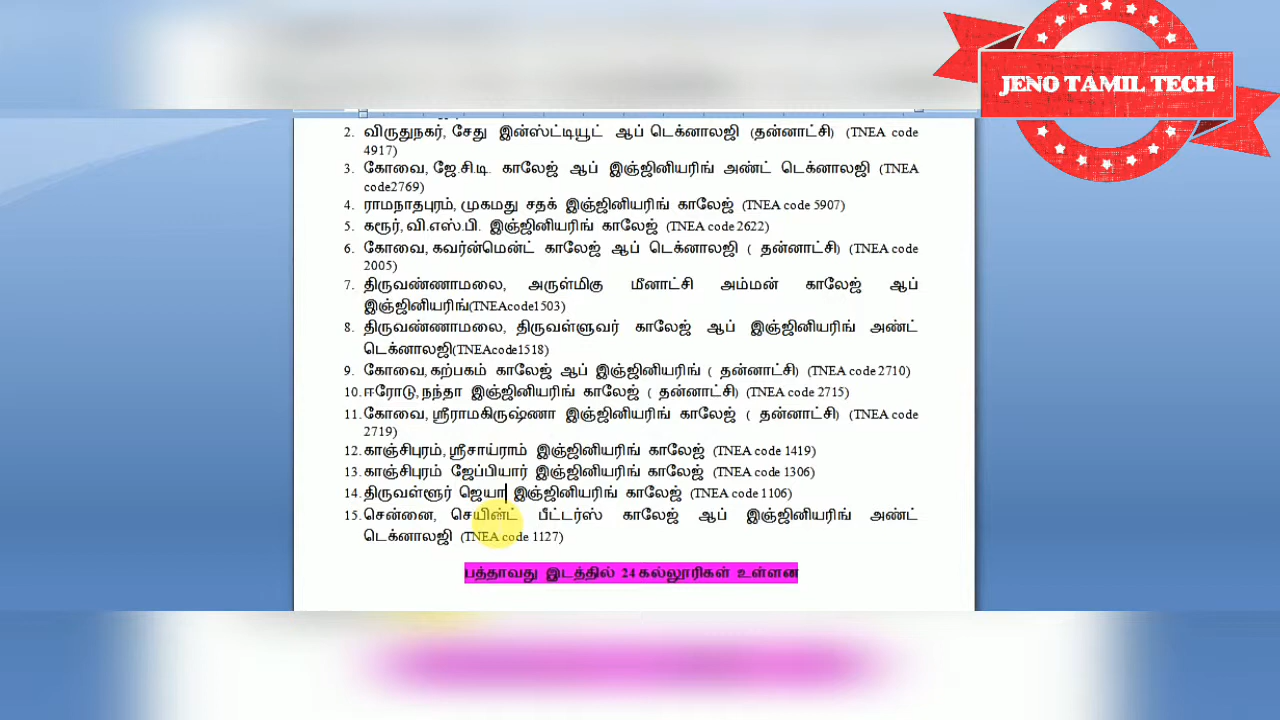 JENO TAMIL TECH
2. விருதுநகர், சேது இன்ஸ்ட்டியூட் ஆப் டெக்னாலஜி (தன்னாட்சி) (TNEA code
4917)
3. கோவை, ஜே.சி.டி. காலேஜ் ஆப் இஞ்ஜினியரிங் அண்ட் டெக்னாலஜி (TNEA
code2769)
4. ராமநாதபுரம், முகமது சதக் இஞ்ஜினியரிங் காலேஜ் (TNEA code 5907)
5. கரூர், வி.எஸ்.பி. இஞ்ஜினியரிங் காலேஜ் (TNEA code 2622)
6. கோவை, கவர்ன்மென்ட் காலேஜ் ஆப் டெக்னாலஜி ( தன்னாட்சி) (TNEA code
2005)
7. திருவண்ணாமலை, அருள்மிகு மீனாட்சி அம்மன் காலேஜ் ஆப்
இஞ்ஜினியரிங்(TNEAcode1503)
8. திருவண்ணாமலை, திருவள்ளுவர் காலேஜ் ஆப் இஞ்ஜினியரிங் அண்ட்
டெக்னாலஜி(TNEAcode1518)
9. கோவை, கற்பகம் காலேஜ் ஆப் இஞ்ஜினியரிங் ( தன்னாட்சி) (TNEA code 2710)
10. ஈரோடு, நந்தா இஞ்ஜினியரிங் காலேஜ் ( தன்னாட்சி) (TNEA code 2715)
11. கோவை, ஸ்ரீராமகிருஷ்ணா இஞ்ஜினியரிங் காலேஜ் ( தன்னாட்சி) (TNEA code
2719)
12. காஞ்சிபுரம், ஸ்ரீசாய்ராம் இஞ்ஜினியரிங் காலேஜ் (TNEA code 1419)
13. காஞ்சிபுரம் ஜேப்பியார் இஞ்ஜினியரிங் காலேஜ் (TNEA code 1306)
14. திருவள்ளூர் ஜெயா இஞ்ஜினியரிங் காலேஜ் (TNEA code 1106)
15. சென்னை, செயின்ட் பீட்டர்ஸ் காலேஜ் ஆப் இஞ்ஜினியரிங் அண்ட்
டெக்னாலஜி (TNEA code 1127)
பத்தாவது இடத்தில் 24 கல்லூரிகள் உள்ளன